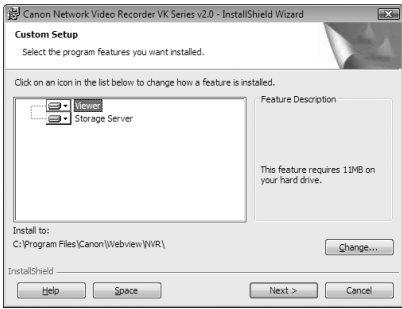 Canon Network Video Recorder VK Series v2.0 - InstallShield Wizard
Custom Setup
Select the program features you want installed.
Click on an icon in the list below to change how a feature is installed.
Viewer
Storage Server
Feature Description
This feature requires 11MB on
your hard drive.
Install to:
C:\Program Files\Canon\Webview\NVR\
Change...
InstallShield
Help
Space
Next >
Cancel